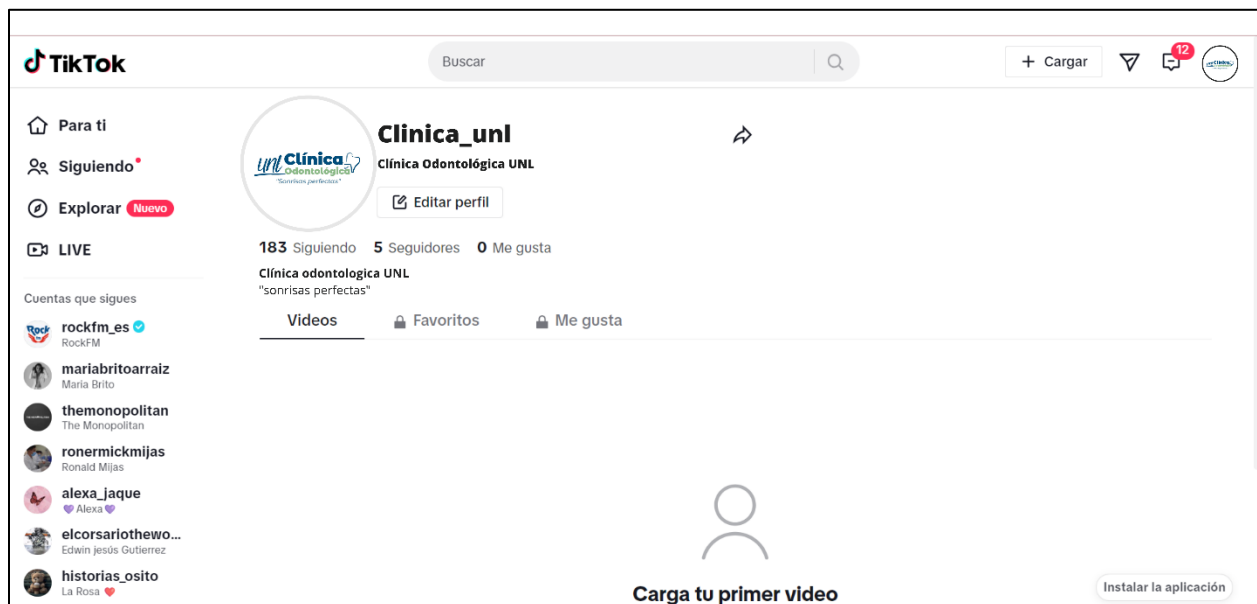 TikTok
Buscar
+ Cargar
12
Para ti
Siguiendo
Explorar Nuevo
LIVE
Cuentas que sigues
rockfm_es
RockFM
mariabritoarraiz
María Brito
themonopolitan
The Monopolitan
ronermickmijas
Ronald Mijas
alexa_jaque
💜Alexa💜
elcorsariothewo...
Edwin jesús Gutierrez
historias_osito
La Rosa ❤️
unl Clínica
Odontológica
"Sonrisas perfectas"
Clinica_unl
Clínica Odontológica UNL
Editar perfil
183 Siguiendo 5 Seguidores 0 Me gusta
Clínica odontologica UNL
"sonrisas perfectas"
Videos Favoritos Me gusta
Carga tu primer video
Instalar la aplicación